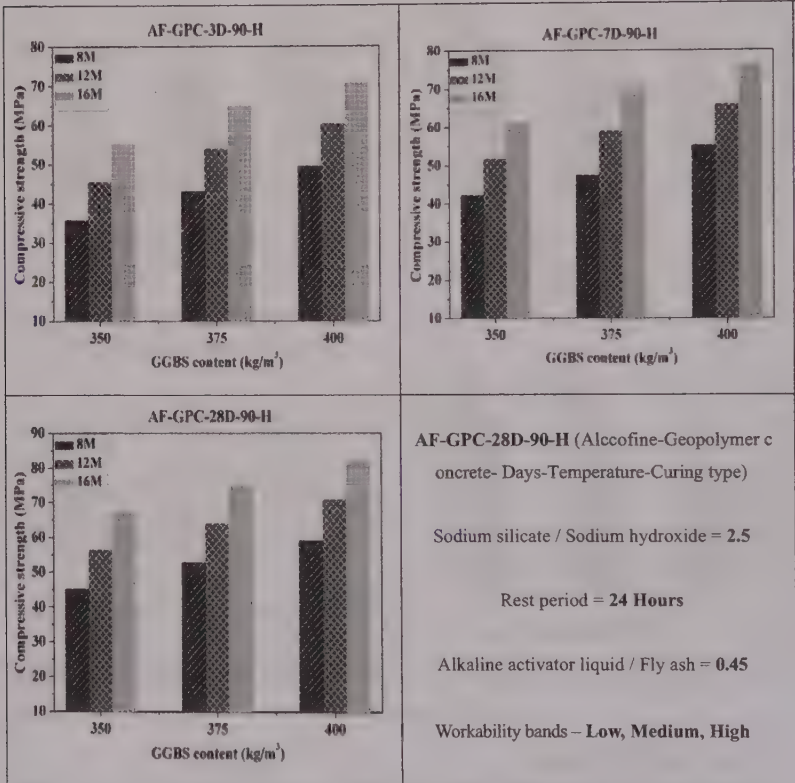 AF-GPC-3D-90-H
80
70
60
50
40
30
20
10
Compressive strength (MPa)
8M
12M
16M
350
375
400
GGBS content (kg/m³)
AF-GPC-7D-90-H
80
70
60
50
40
30
20
10
Compressive strength (MPa)
8M
12M
16M
350
375
400
GGBS content (kg/m³)
AF-GPC-28D-90-H
90
80
70
60
50
40
30
20
10
Compressive strength (MPa)
8M
12M
16M
350
375
400
GGBS content (kg/m³)
AF-GPC-28D-90-H (Alccofine-Geopolymer c
oncrete- Days-Temperature-Curing type)
Sodium silicate / Sodium hydroxide = 2.5
Rest period = 24 Hours
Alkaline activator liquid / Fly ash = 0.45
Workability bands – Low, Medium, High